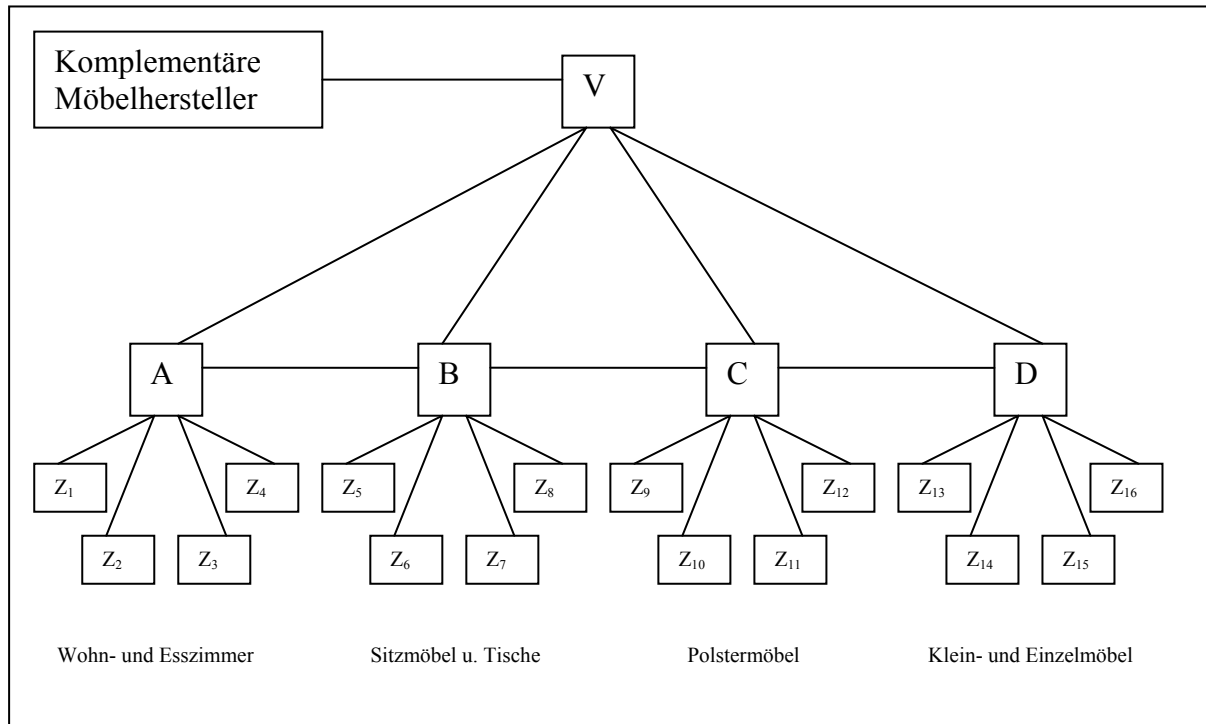 Komplementäre
Möbelhersteller
V
A B C D
Z₁ Z₄ Z₅ Z₈ Z₉ Z₁₂ Z₁₃ Z₁₆
Z₂ Z₃ Z₆ Z₇ Z₁₀ Z₁₁ Z₁₄ Z₁₅
Wohn- und Esszimmer Sitzmöbel u. Tische Polstermöbel Klein- und Einzelmöbel